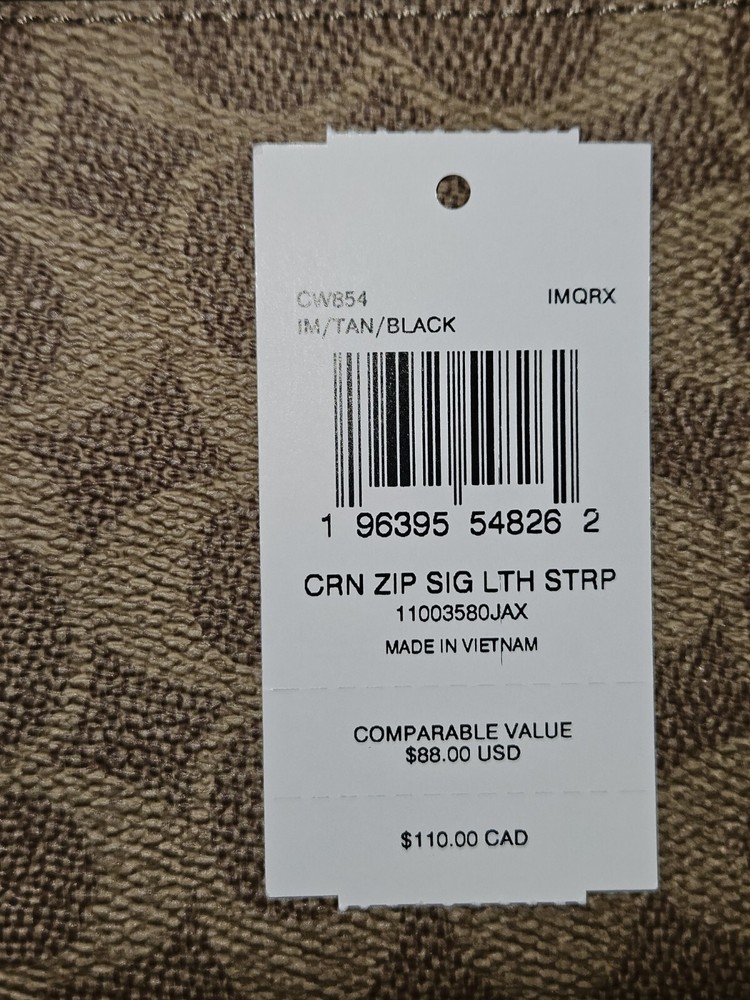 CW854 IMQRX
IM/TAN/BLACK
1 96395 54826 2
CRN ZIP SIG LTH STRP
11003580JAX
MADE IN VIETNAM
COMPARABLE VALUE
$88.00 USD
$110.00 CAD